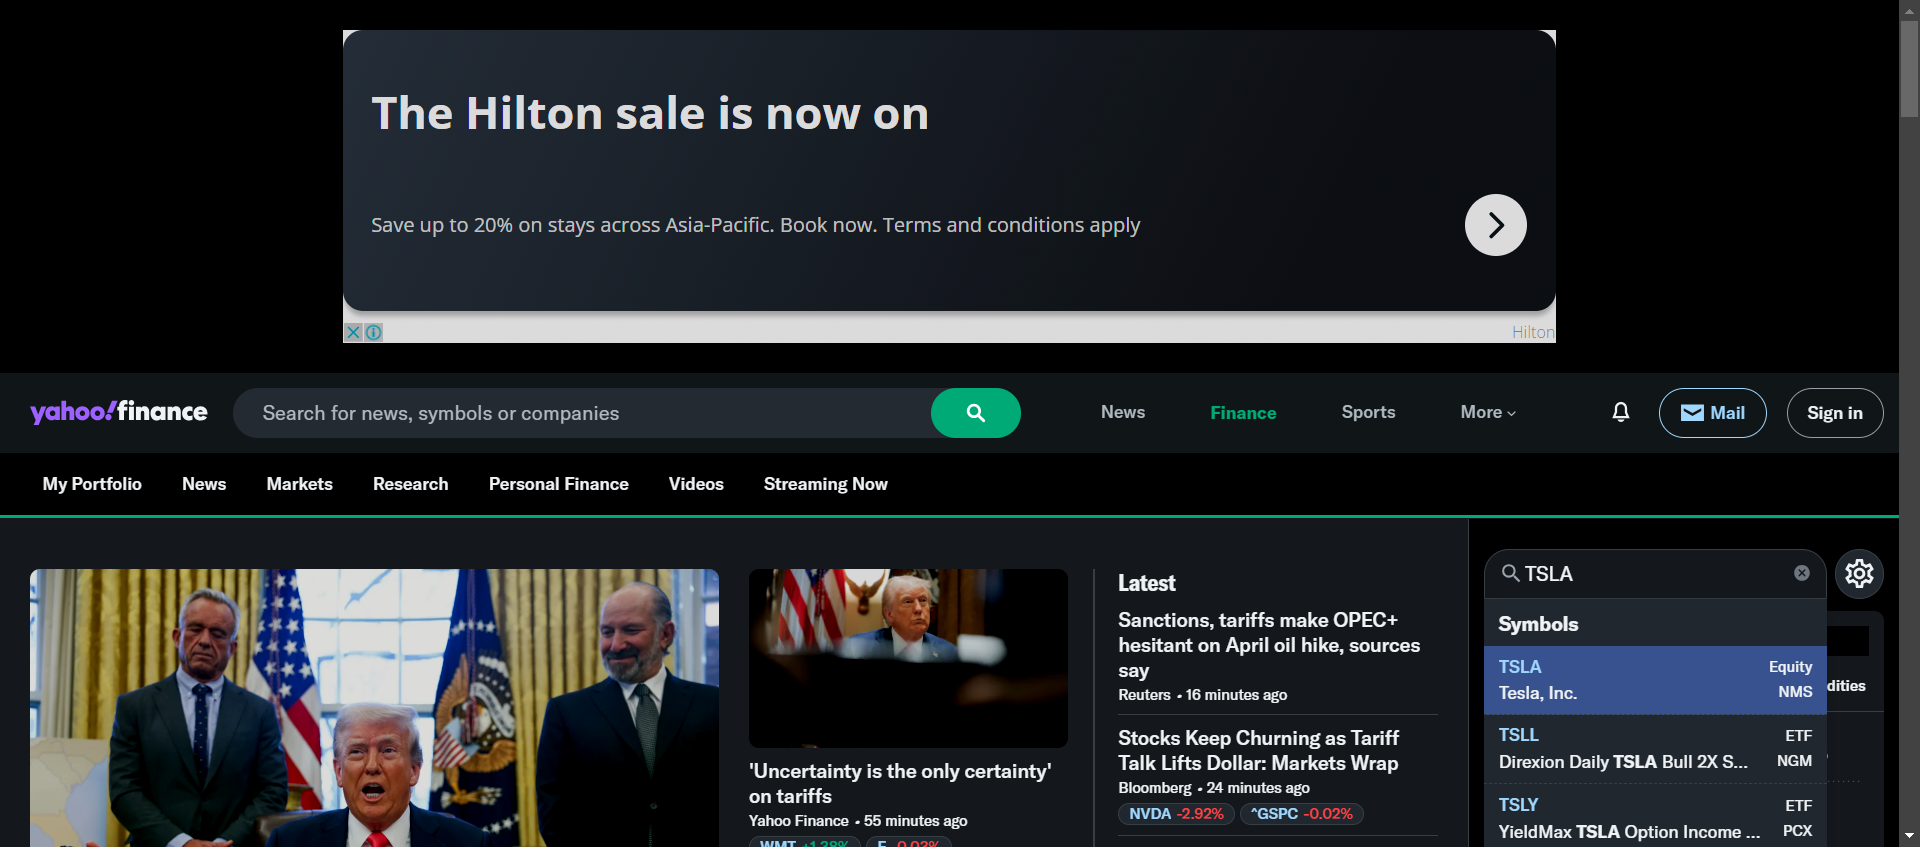 The Hilton sale is now on
Save up to 20% on stays across Asia-Pacific. Book now. Terms and conditions apply
Hilton
yahoo!finance
Search for news, symbols or companies
News
Finance
Sports
More
Mail
Sign in
My Portfolio
News
Markets
Research
Personal Finance
Videos
Streaming Now
'Uncertainty is the only certainty'
on tariffs
Yahoo Finance • 55 minutes ago
WMT +1.38% F -0.03%
Latest
Sanctions, tariffs make OPEC+
hesitant on April oil hike, sources
say
Reuters • 16 minutes ago
Stocks Keep Churning as Tariff
Talk Lifts Dollar: Markets Wrap
Bloomberg • 24 minutes ago
NVDA -2.92% ^GSPC -0.02%
TSLA
Symbols
TSLA Equity
Tesla, Inc. NMS
dities
TSLL ETF
Direxion Daily TSLA Bull 2X S... NGM
TSLY ETF
YieldMax TSLA Option Income ... PCX